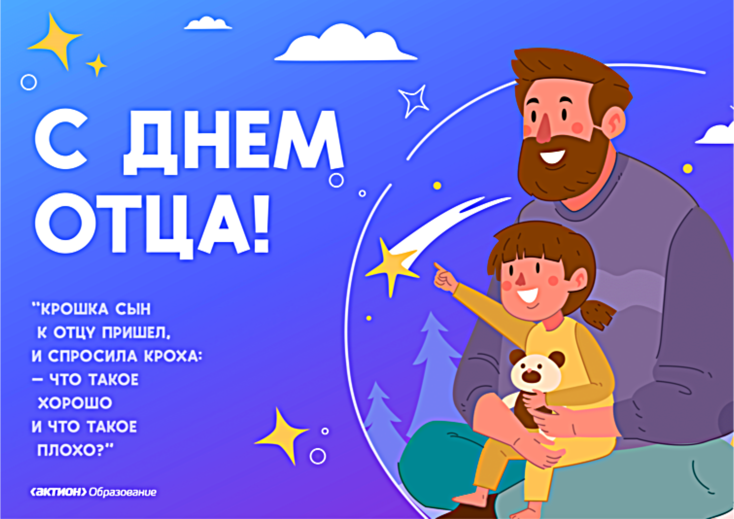 С ДНЕМ
ОТЦА!
"КРОШКА СЫН
К ОТЦУ ПРИШЕЛ,
И СПРОСИЛА КРОХА:
– ЧТО ТАКОЕ
ХОРОШО
И ЧТО ТАКОЕ
ПЛОХО?"
‹АКТИОН› Образование